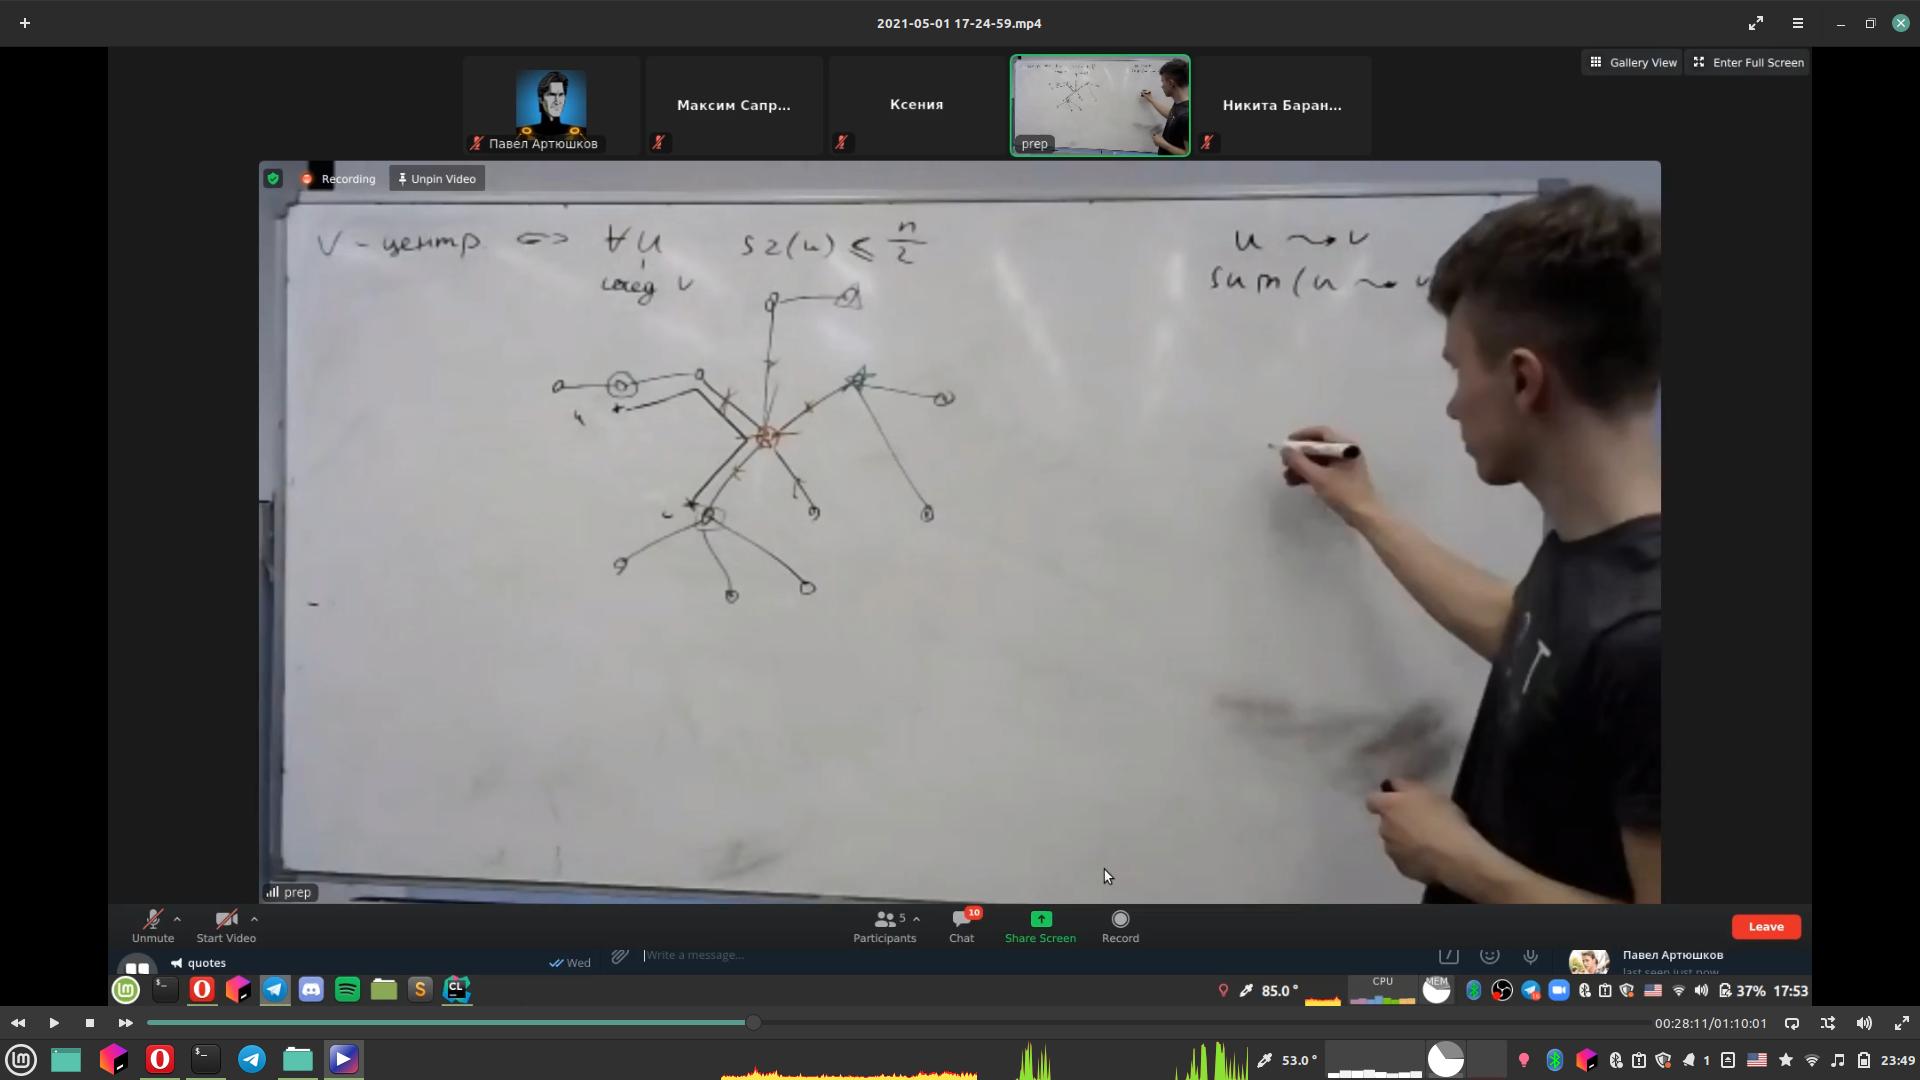 2021-05-01 17-24-59.mp4
Gallery View
Enter Full Screen
Павел Артюшков
Максим Сапр...
Ксения
prep
Никита Баран...
Recording
Unpin Video
V - центр <=> ∀ u sz(u) ≤ n/2
след v
u ⇝ v
sum(u ⇝ v
prep
Unmute
Start Video
Participants
5
Chat
10
Share Screen
Record
Leave
quotes
Wed
Write a message...
Павел Артюшков
last seen just now
85.0 °
CPU
MEM
37%
17:53
00:28:11/01:10:01
53.0 °
1
23:49